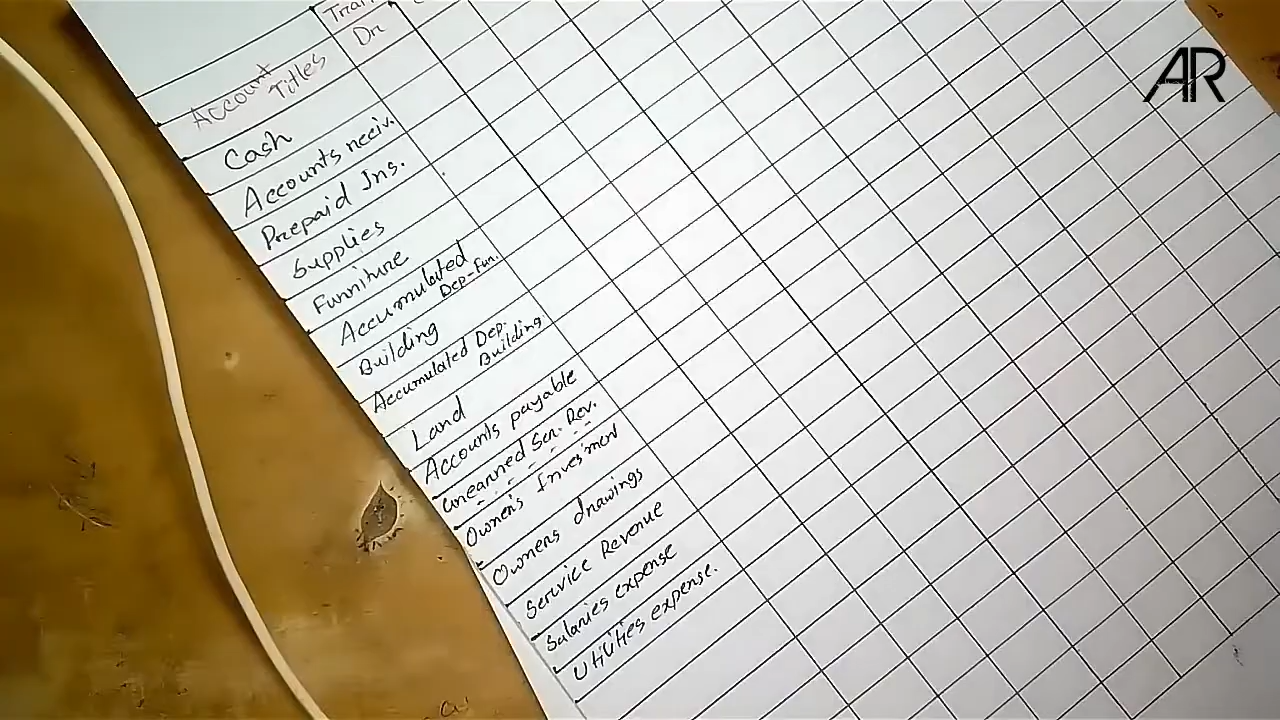 AR
Dr
Account
Titles
Cash
Accounts receiv.
Prepaid Ins.
Supplies
Furniture
Accumulated
Dep-Fur.
Building
Accumulated Dep.
Building
Land
Accounts payable
Unearned Ser. Rev.
Owner's Invesment
Owners drawings
Service Revenue
Salaries expense
Utilities expense.